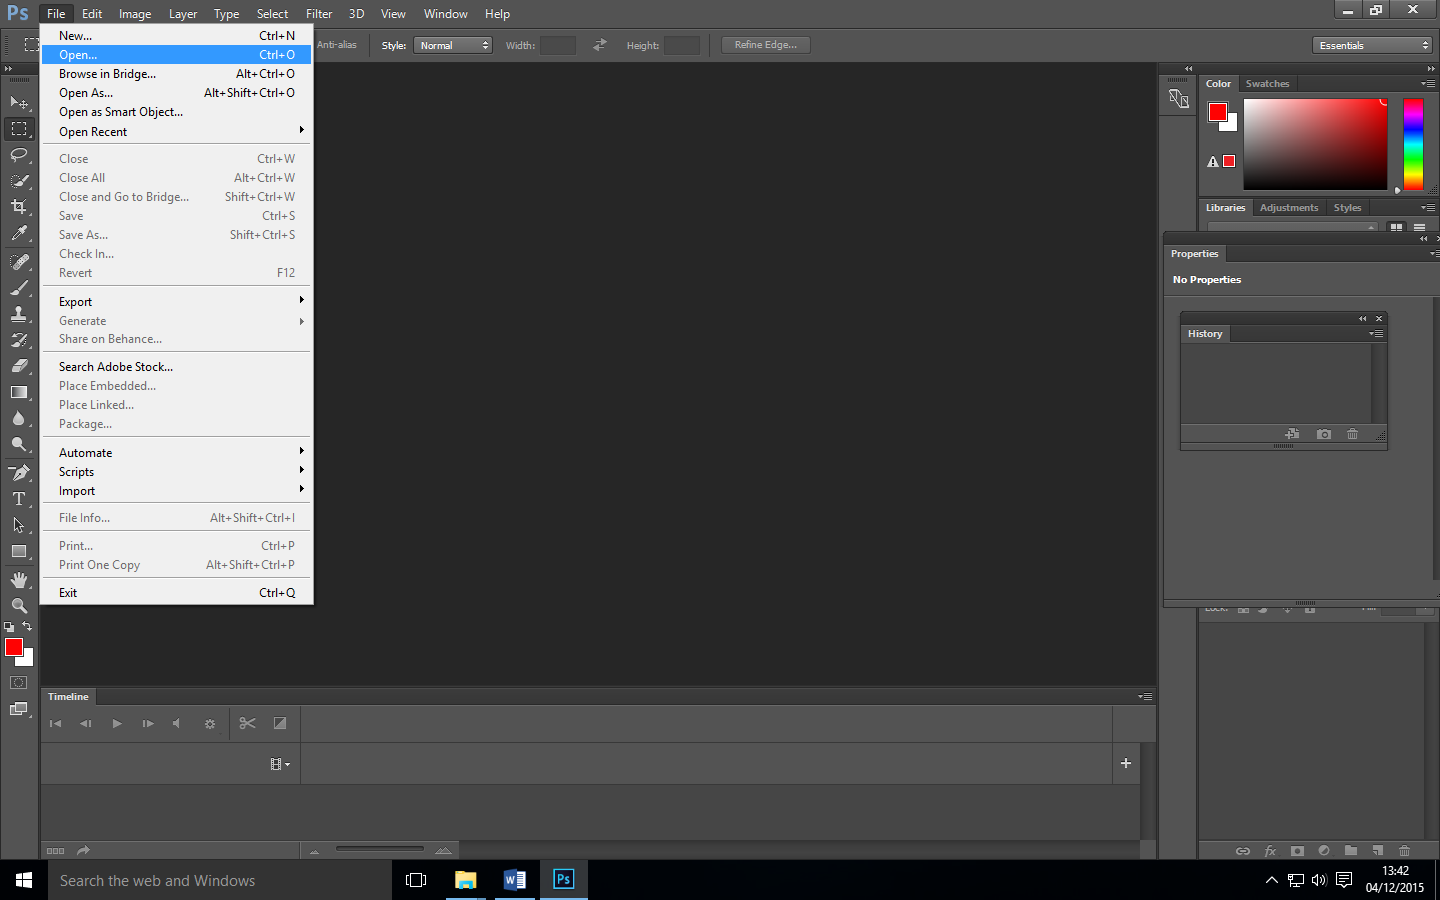 Ps File Edit Image Layer Type Select Filter 3D View Window Help
Anti-alias Style: Normal Width: Height: Refine Edge... Essentials
New... Ctrl+N
Open... Ctrl+O
Browse in Bridge... Alt+Ctrl+O
Open As... Alt+Shift+Ctrl+O
Open as Smart Object...
Open Recent
Close Ctrl+W
Close All Alt+Ctrl+W
Close and Go to Bridge... Shift+Ctrl+W
Save Ctrl+S
Save As... Shift+Ctrl+S
Check In...
Revert F12
Export
Generate
Share on Behance...
Search Adobe Stock...
Place Embedded...
Place Linked...
Package...
Automate
Scripts
Import
File Info... Alt+Shift+Ctrl+I
Print... Ctrl+P
Print One Copy Alt+Shift+Ctrl+P
Exit Ctrl+Q
Color Swatches
Libraries Adjustments Styles
Properties
No Properties
History
Lock:
T
Timeline
fx
Search the web and Windows
W
Ps
13:42
04/12/2015